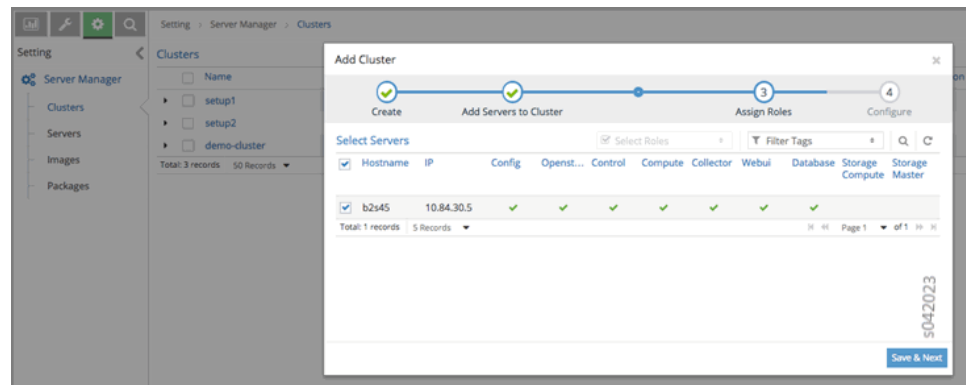 Setting > Server Manager > Clusters
Setting
Server Manager
Clusters
Servers
Images
Packages
Clusters
Name
setup1
setup2
demo-cluster
Total: 3 records 50 Records
on
Add Cluster
3
4
Create
Add Servers to Cluster
Assign Roles
Configure
Select Servers
Select Roles
Filter Tags
Hostname IP Config Openst... Control Compute Collector Webui Database Storage Compute Storage Master
b2s45 10.84.30.5
Total: 1 records 5 Records
Page 1 of 1
s042023
Save & Next